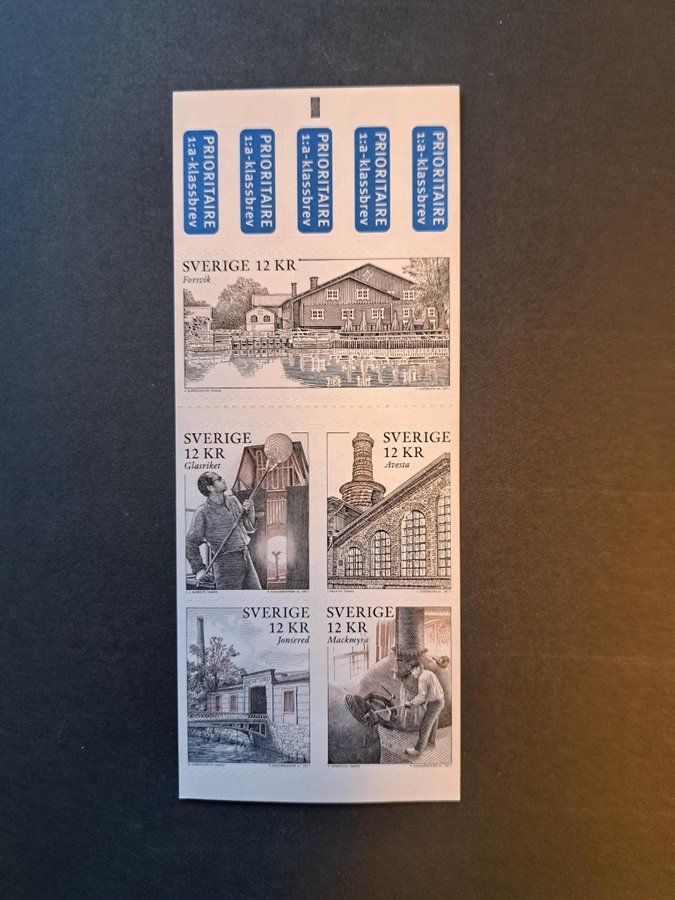 PRIORITAIRE
1:a-klassbrev
PRIORITAIRE
1:a-klassbrev
PRIORITAIRE
1:a-klassbrev
PRIORITAIRE
1:a-klassbrev
PRIORITAIRE
1:a-klassbrev
SVERIGE 12 KR
Forsvik
SVERIGE
12 KR
Glasriket
SVERIGE
12 KR
Avesta
SVERIGE
12 KR
Jonsered
SVERIGE
12 KR
Mackmyra